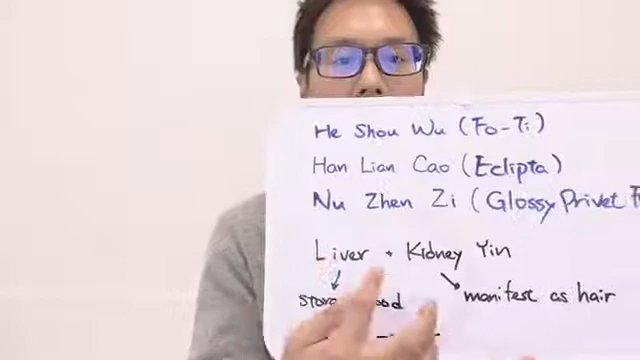 He Shou Wu (Fo-Ti)
Han Lian Cao (Eclipta)
Nu Zhen Zi (Glossy Privet
Liver + Kidney Yin
manifest as hair